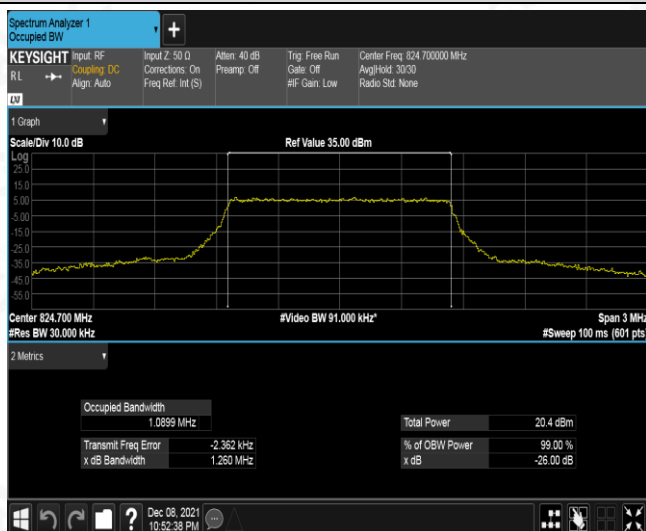 Spectrum Analyzer 1
Occupied BW
KEYSIGHT Input: RF Input Z: 50 Ω Atten: 40 dB Trig: Free Run Center Freq: 824.700000 MHz
RL Coupling: DC Corrections: On Preamp: Off Gate: Off Avg|Hold: 30/30
Align: Auto Freq Ref: Int (S) #IF Gain: Low Radio Std: None
LXI
1 Graph
Scale/Div 10.0 dB Ref Value 35.00 dBm
Log
25.0
15.0
5.00
-5.00
-15.0
-25.0
-35.0
-45.0
-55.0
Center 824.700 MHz #Video BW 91.000 kHz* Span 3 MHz
#Res BW 30.000 kHz #Sweep 100 ms (601 pts)
2 Metrics
Occupied Bandwidth
1.0899 MHz Total Power 20.4 dBm
Transmit Freq Error -2.362 kHz % of OBW Power 99.00 %
x dB Bandwidth 1.260 MHz x dB -26.00 dB
Dec 08, 2021
10:52:38 PM